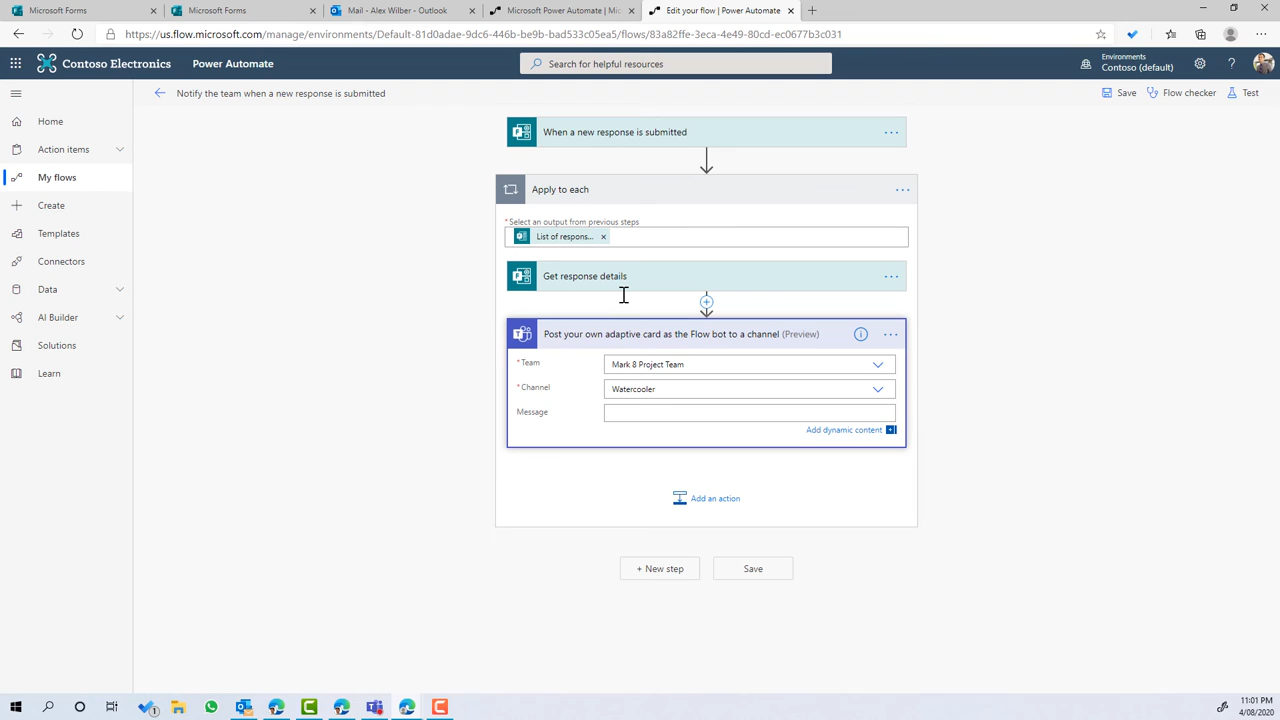 Microsoft Forms
Microsoft Forms
Mail - Alex Wilber - Outlook
Microsoft Power Automate | Micros
Edit your flow | Power Automate
https://us.flow.microsoft.com/manage/environments/Default-81d0adae-9dc6-446b-be9b-bad533c05ea5/flows/83a82ffe-3eca-4e49-80cd-ec0677b3c031
Contoso Electronics
Power Automate
Search for helpful resources
Environments
Contoso (default)
Notify the team when a new response is submitted
Save
Flow checker
Test
Home
Action items
My flows
Create
Templates
Connectors
Data
AI Builder
Solutions
Learn
When a new response is submitted
Apply to each
* Select an output from previous steps
List of respons... ×
Get response details
Post your own adaptive card as the Flow bot to a channel (Preview)
* Team
Mark 8 Project Team
* Channel
Watercooler
Message
Add dynamic content
Add an action
+ New step
Save
11:01 PM
4/08/2020